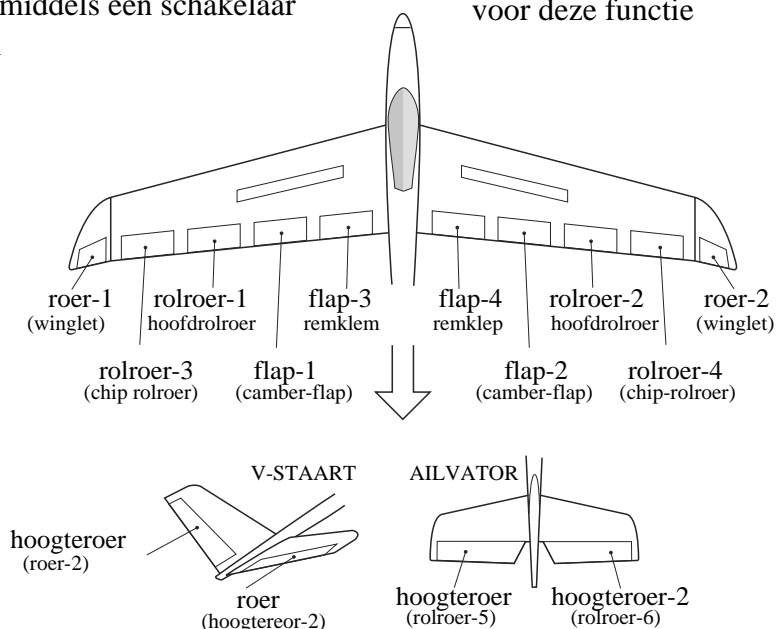 middels een schakelaar
voor deze functie
roer-1
(winglet)
rolroer-1
hoofdrolroer
flap-3
remklem
flap-4
remklep
rolroer-2
hoofdrolroer
roer-2
(winglet)
rolroer-3
(chip rolroer)
flap-1
(camber-flap)
flap-2
(camber-flap)
rolroer-4
(chip-rolroer)
V-STAART
AILVATOR
hoogteroer
(roer-2)
roer
(hoogtereor-2)
hoogteroer
(rolroer-5)
hoogteroer-2
(rolroer-6)